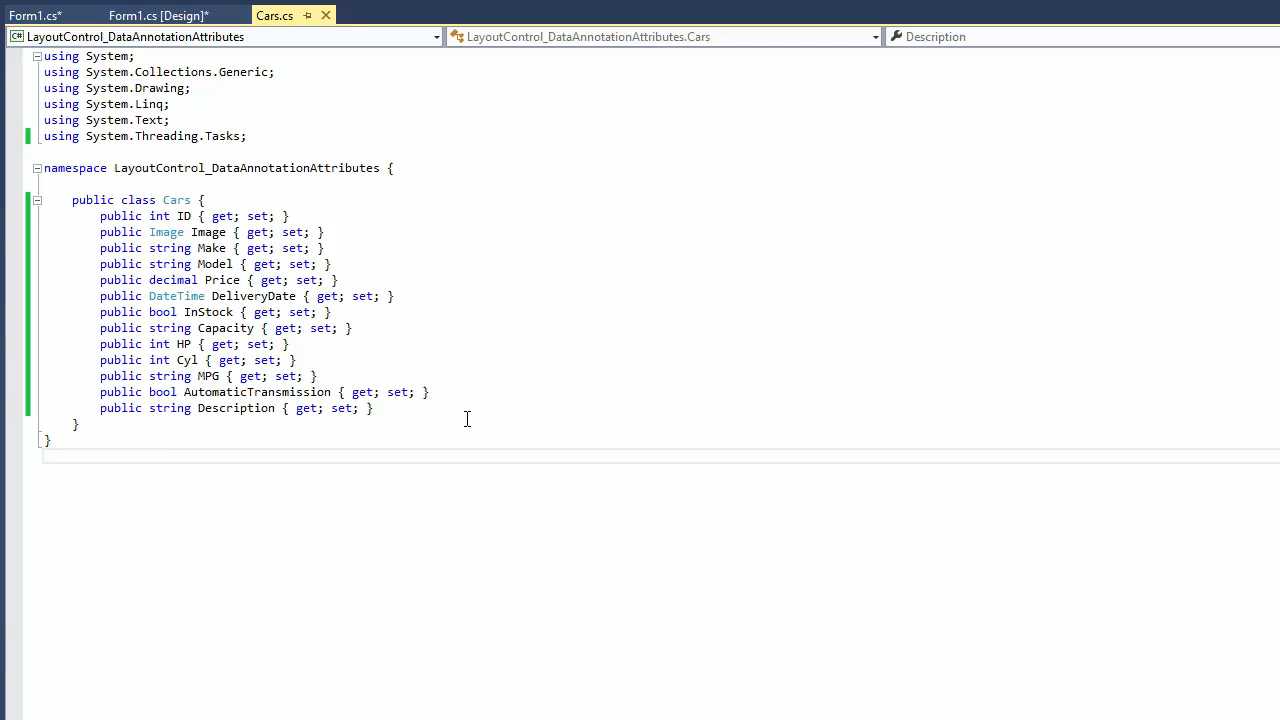 Form1.cs* Form1.cs [Design]* Cars.cs
C# LayoutControl_DataAnnotationAttributes LayoutControl_DataAnnotationAttributes.Cars Description
using System;
using System.Collections.Generic;
using System.Drawing;
using System.Linq;
using System.Text;
using System.Threading.Tasks;
namespace LayoutControl_DataAnnotationAttributes {
public class Cars {
public int ID { get; set; }
public Image Image { get; set; }
public string Make { get; set; }
public string Model { get; set; }
public decimal Price { get; set; }
public DateTime DeliveryDate { get; set; }
public bool InStock { get; set; }
public string Capacity { get; set; }
public int HP { get; set; }
public int Cyl { get; set; }
public string MPG { get; set; }
public bool AutomaticTransmission { get; set; }
public string Description { get; set; }
}
}